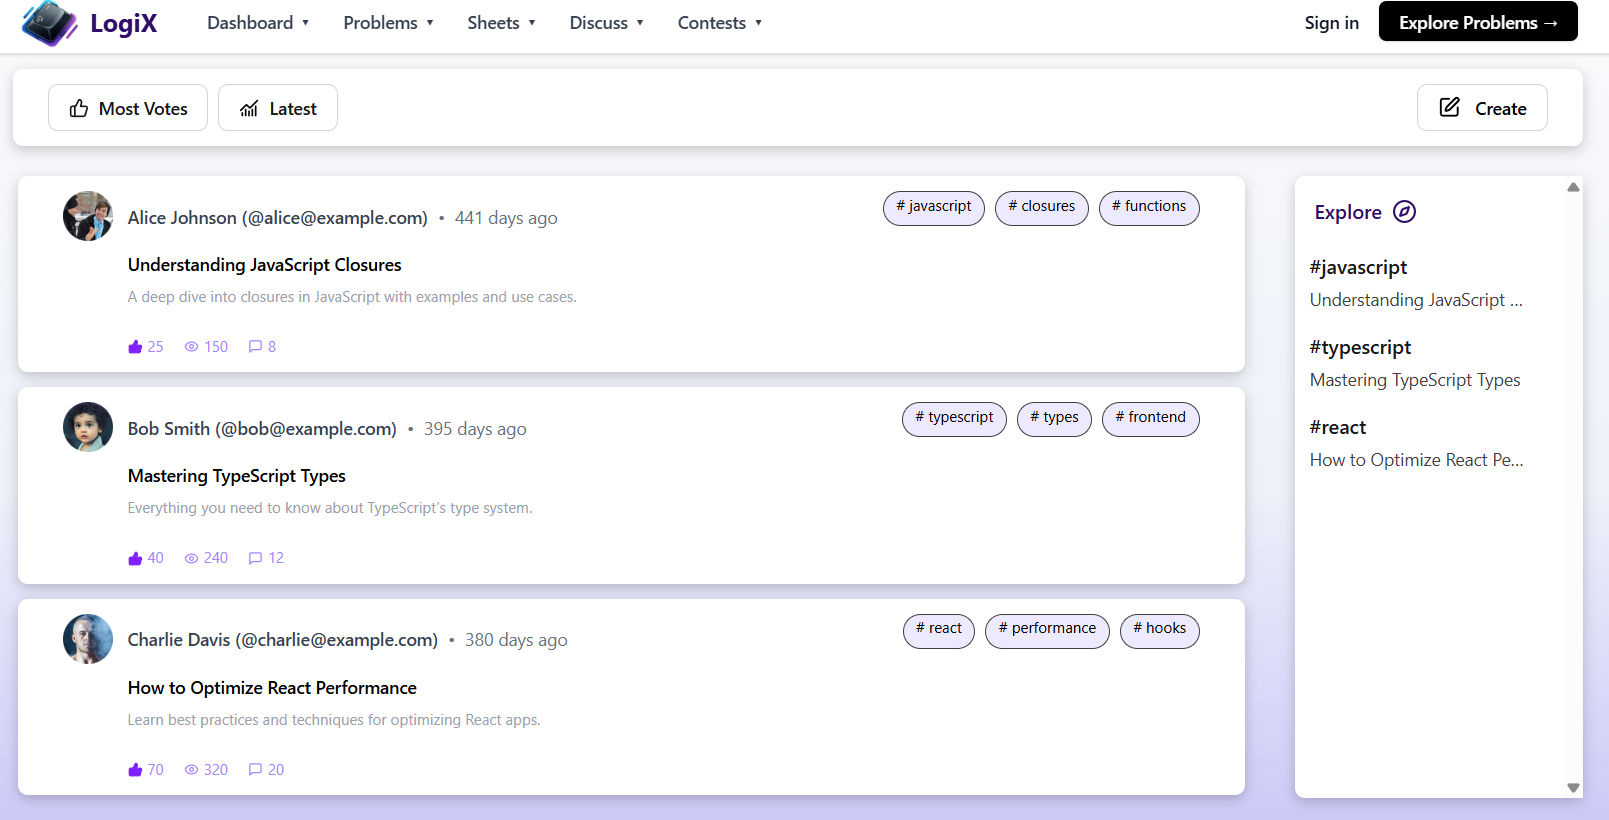 LogiX Dashboard ▼ Problems ▼ Sheets ▼ Discuss ▼ Contests ▼ Sign in Explore Problems →
Most Votes Latest Create
Alice Johnson (@alice@example.com) • 441 days ago # javascript # closures # functions
Understanding JavaScript Closures
A deep dive into closures in JavaScript with examples and use cases.
25 150 8
Bob Smith (@bob@example.com) • 395 days ago # typescript # types # frontend
Mastering TypeScript Types
Everything you need to know about TypeScript's type system.
40 240 12
Charlie Davis (@charlie@example.com) • 380 days ago # react # performance # hooks
How to Optimize React Performance
Learn best practices and techniques for optimizing React apps.
70 320 20
Explore
#javascript
Understanding JavaScript ...
#typescript
Mastering TypeScript Types
#react
How to Optimize React Pe...